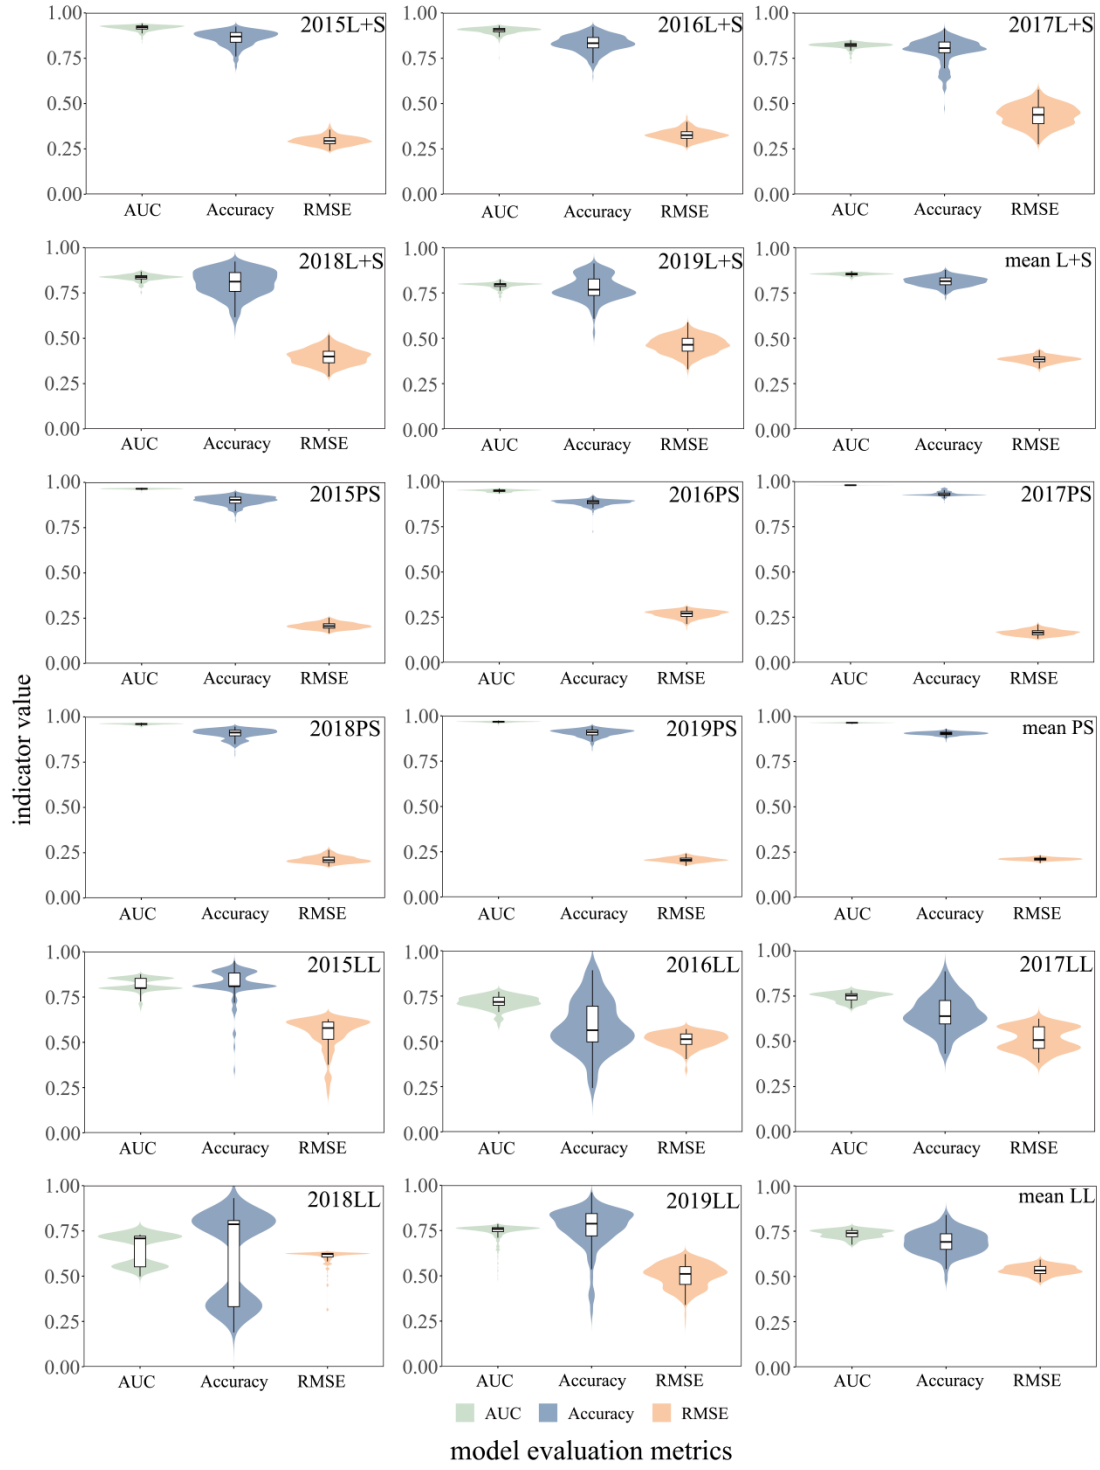 1.00
0.75
0.50
0.25
0.00
2015L+S
AUC Accuracy RMSE
1.00
0.75
0.50
0.25
0.00
2016L+S
AUC Accuracy RMSE
1.00
0.75
0.50
0.25
0.00
2017L+S
AUC Accuracy RMSE
1.00
0.75
0.50
0.25
0.00
2018L+S
AUC Accuracy RMSE
1.00
0.75
0.50
0.25
0.00
2019L+S
AUC Accuracy RMSE
1.00
0.75
0.50
0.25
0.00
mean L+S
AUC Accuracy RMSE
indicator value
1.00
0.75
0.50
0.25
0.00
2015PS
AUC Accuracy RMSE
1.00
0.75
0.50
0.25
0.00
2016PS
AUC Accuracy RMSE
1.00
0.75
0.50
0.25
0.00
2017PS
AUC Accuracy RMSE
1.00
0.75
0.50
0.25
0.00
2018PS
AUC Accuracy RMSE
1.00
0.75
0.50
0.25
0.00
2019PS
AUC Accuracy RMSE
1.00
0.75
0.50
0.25
0.00
mean PS
AUC Accuracy RMSE
1.00
0.75
0.50
0.25
0.00
2015LL
AUC Accuracy RMSE
1.00
0.75
0.50
0.25
0.00
2016LL
AUC Accuracy RMSE
1.00
0.75
0.50
0.25
0.00
2017LL
AUC Accuracy RMSE
1.00
0.75
0.50
0.25
0.00
2018LL
AUC Accuracy RMSE
1.00
0.75
0.50
0.25
0.00
2019LL
AUC Accuracy RMSE
1.00
0.75
0.50
0.25
0.00
mean LL
AUC Accuracy RMSE
AUC Accuracy RMSE
model evaluation metrics